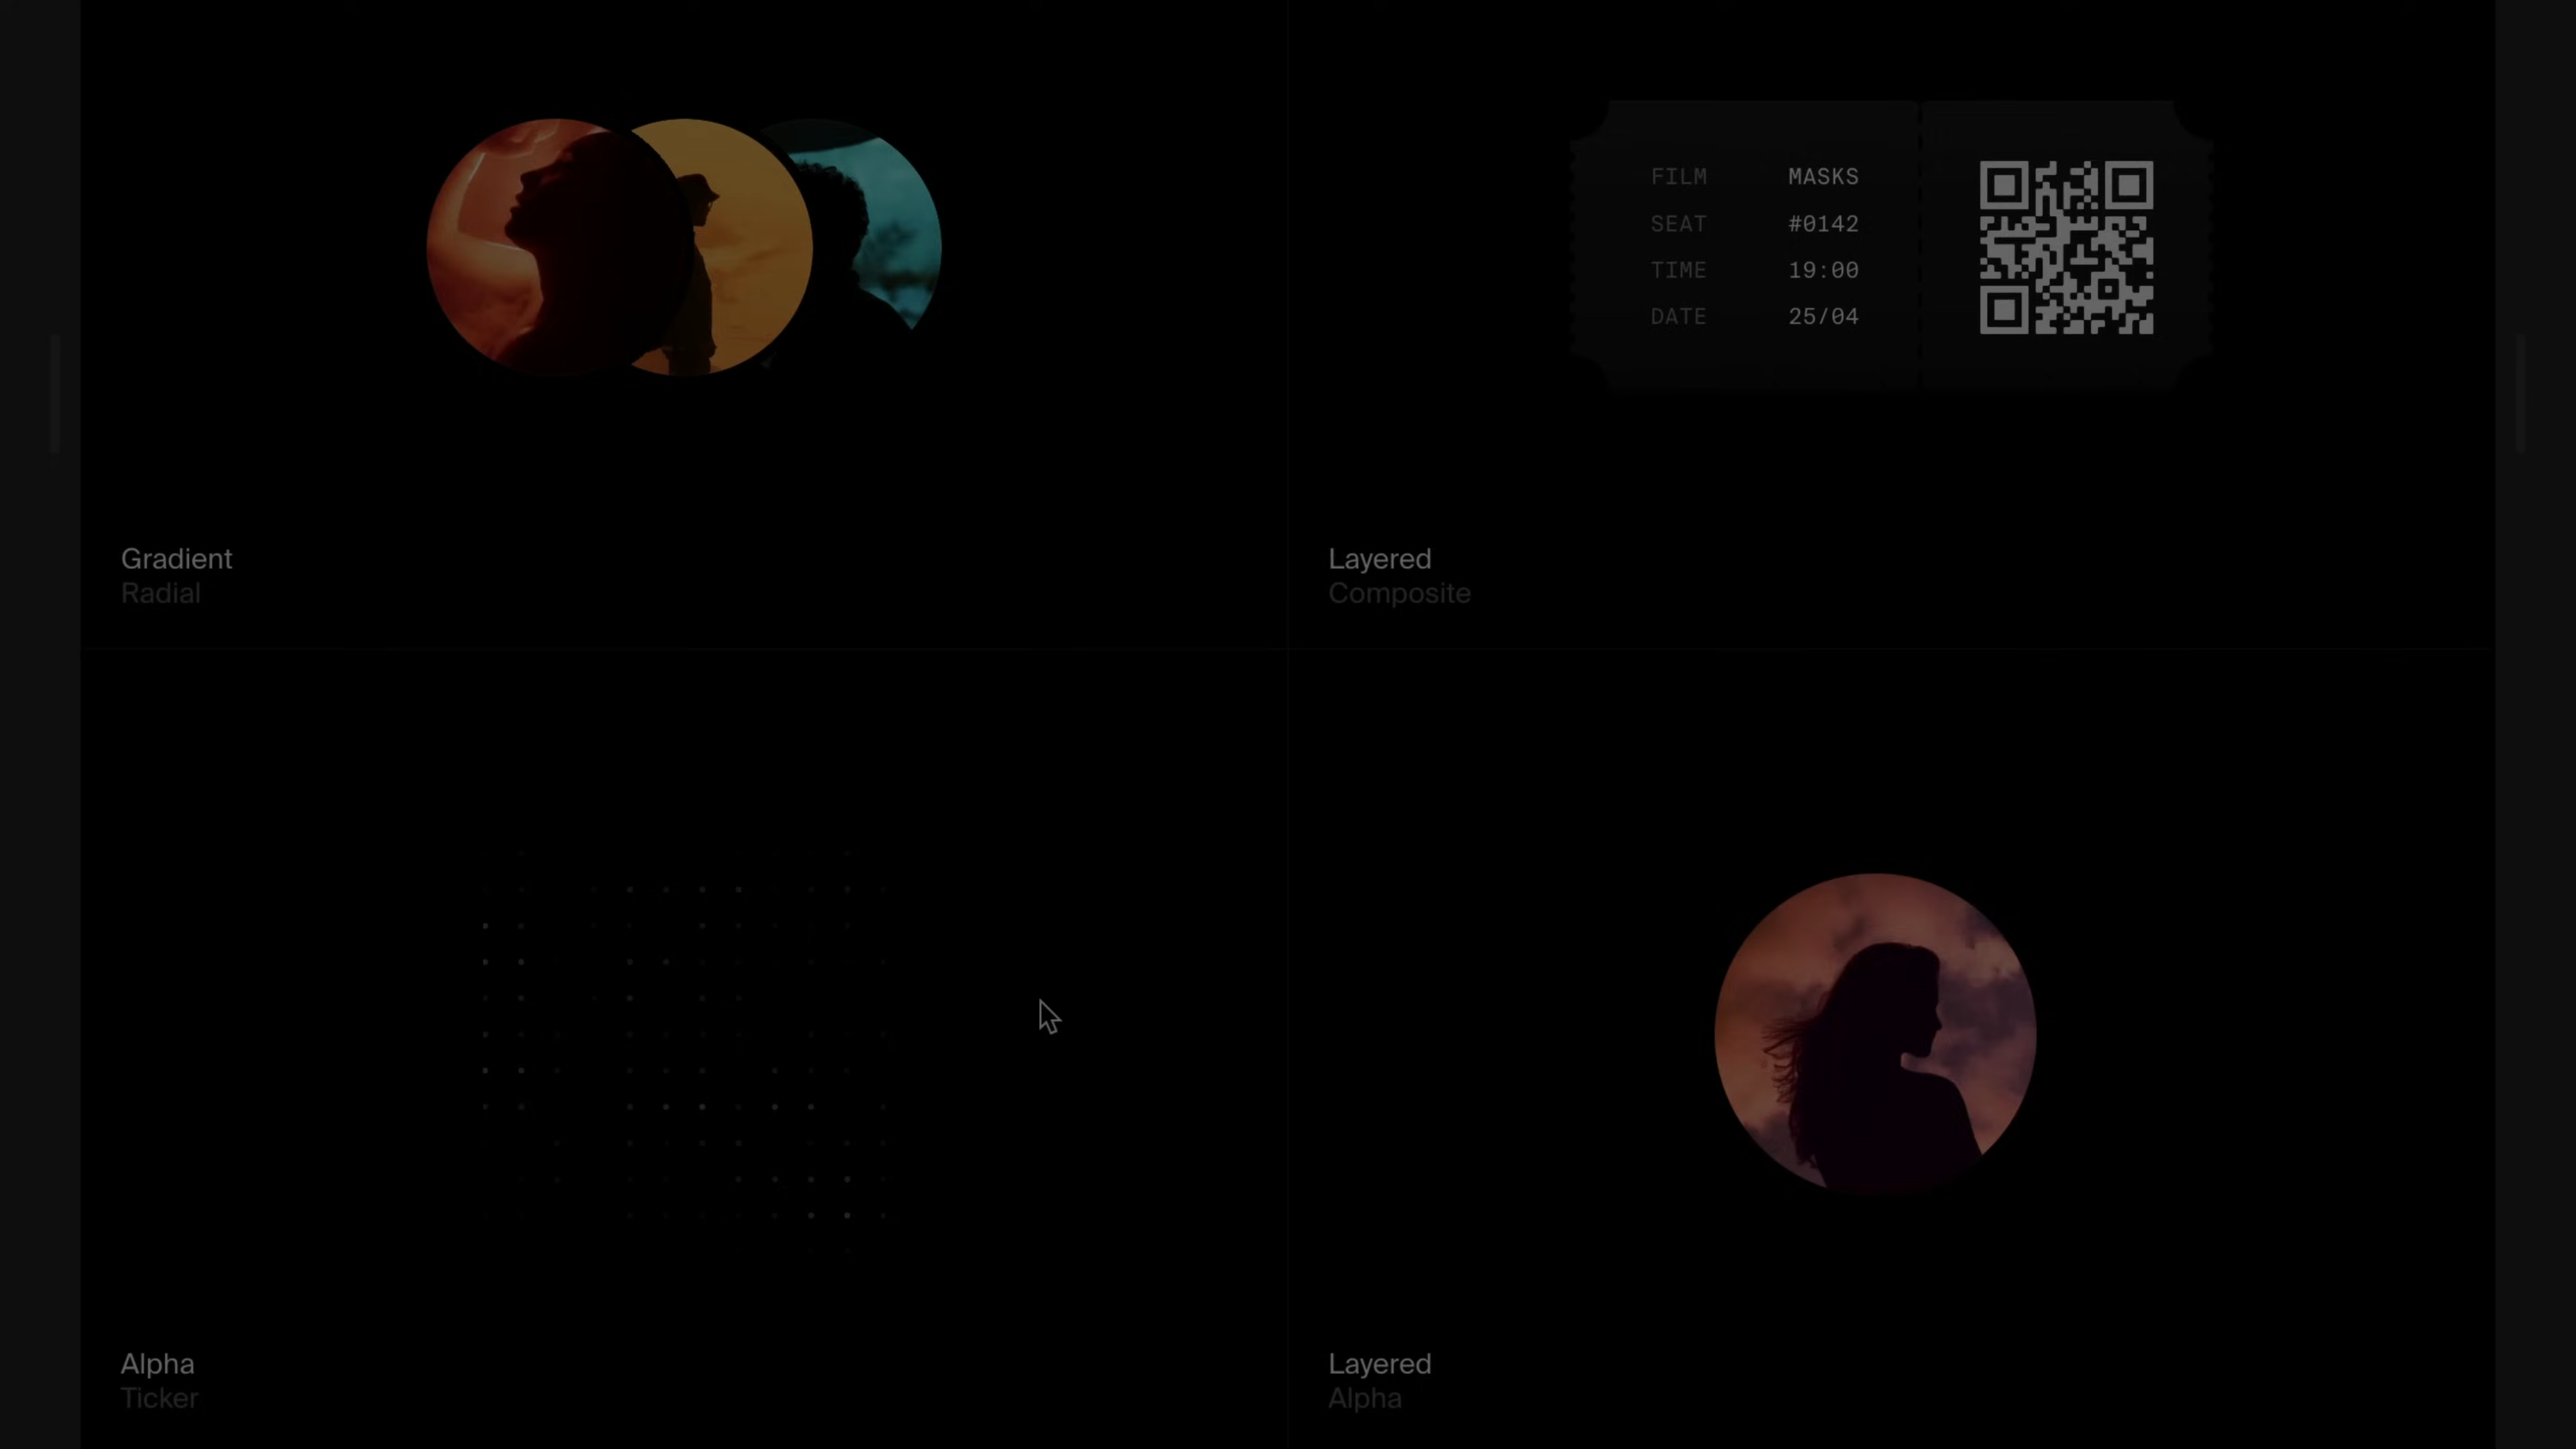 FILM MASKS
SEAT #0142
TIME 19:00
DATE 25/04
Gradient
Radial
Layered
Composite
Alpha
Ticker
Layered
Alpha